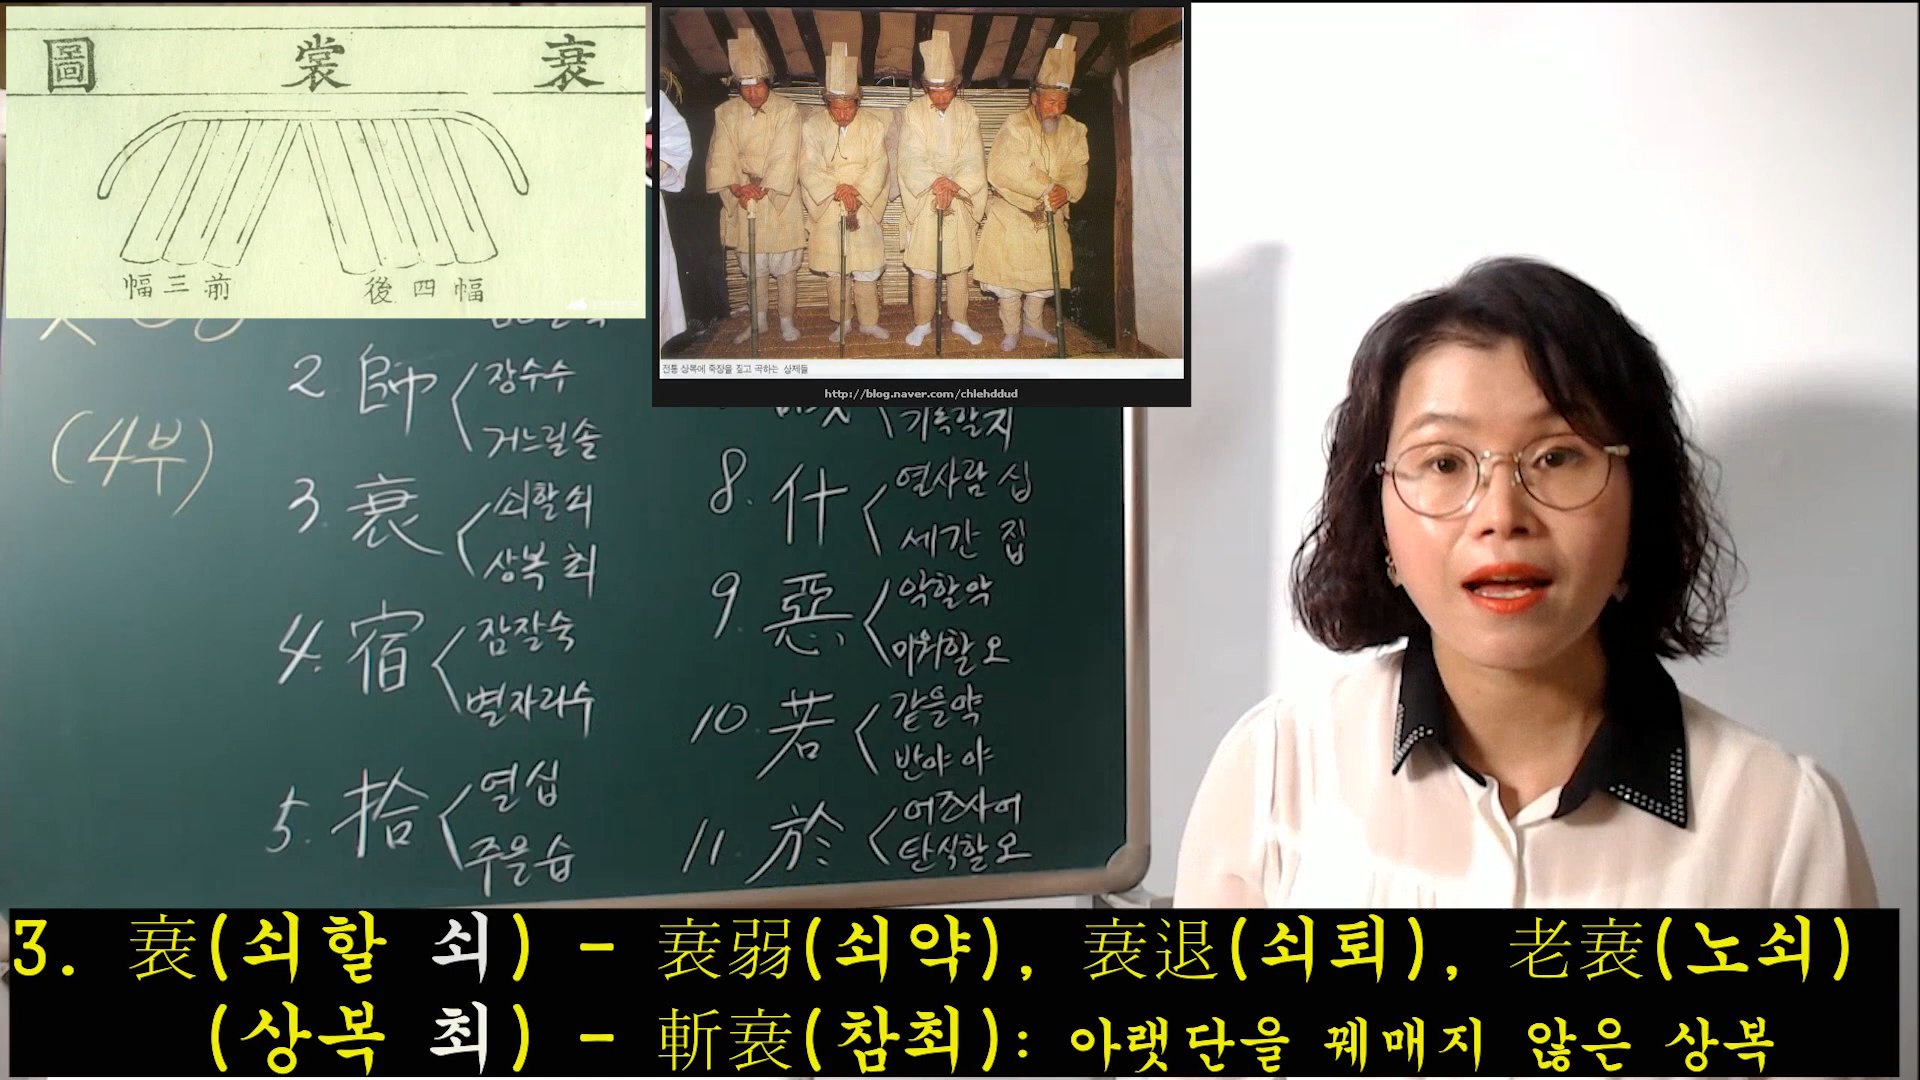 圖 裳 衰
幅三前 後四幅
전통 상복에 죽장을 짚고 곡하는 상제들
http://blog.naver.com/chlehddud
(4부)
2 帥 장수수
거느릴솔
3. 衰 쇠할쇠
상복 최
4. 宿 잠잘숙
별자리수
5. 拾 열십
주울습
기록할지
8. 什 열사람 십
세간 집
9. 惡 악할악
미워할 오
10 若 같을약
반야 야
11. 於 어조사어
탄식할 오
3. 衰(쇠할 쇠) - 衰弱(쇠약), 衰退(쇠퇴), 老衰(노쇠)
(상복 최) - 斬衰(참최): 아랫단을 꿰매지 않은 상복